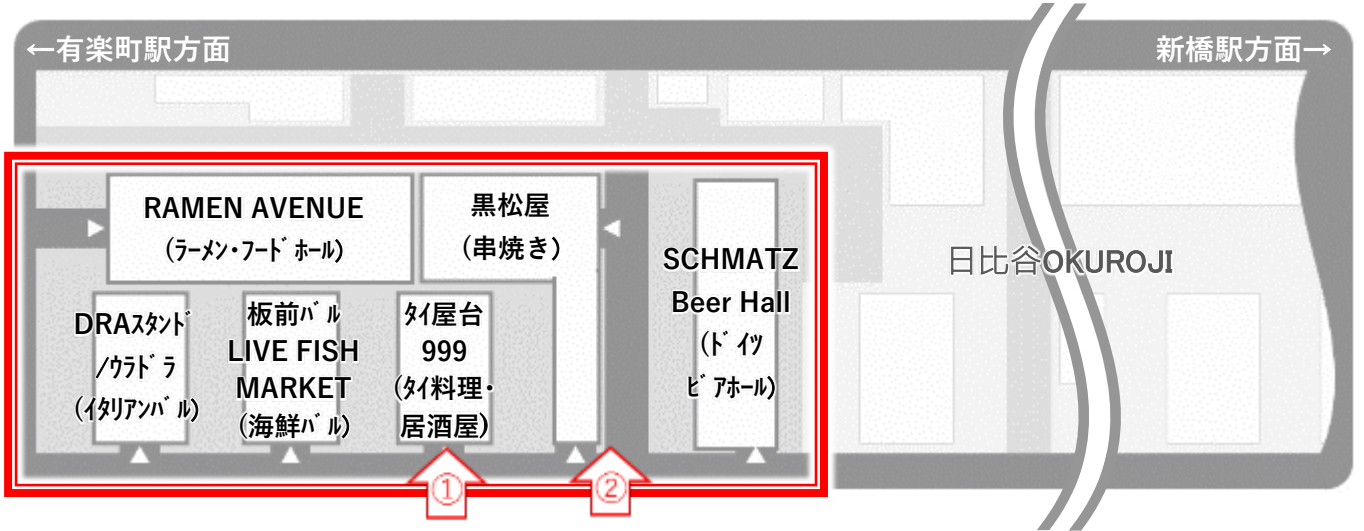 ←有楽町駅方面
新橋駅方面→
RAMEN AVENUE
(ﾗｰﾒﾝ・ﾌｰﾄﾞﾎｰﾙ)
黒松屋
(串焼き)
SCHMATZ
Beer Hall
(ﾄﾞｲﾂ
ﾋﾞｱﾎｰﾙ)
日比谷OKUROJI
DRAｽﾀﾝﾄﾞ
/ｳﾗﾄﾞﾗ
(ｲﾀﾘｱﾝﾊﾞﾙ)
板前ﾊﾞﾙ
LIVE FISH
MARKET
(海鮮ﾊﾞﾙ)
ﾀｲ屋台
999
(ﾀｲ料理・
居酒屋)
①
②